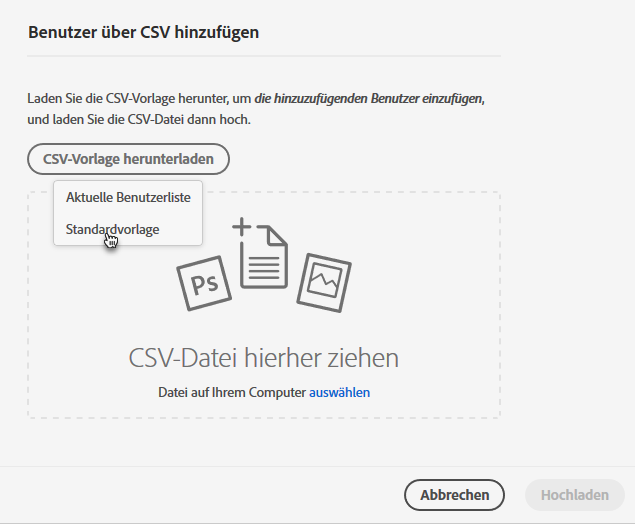 Benutzer über CSV hinzufügen
Laden Sie die CSV-Vorlage herunter, um die hinzuzufügenden Benutzer einzufügen,
und laden Sie die CSV-Datei dann hoch.
CSV-Vorlage herunterladen
Aktuelle Benutzerliste
Standardvorlage
Ps
CSV-Datei hierher ziehen
Datei auf Ihrem Computer auswählen
Abbrechen
Hochladen